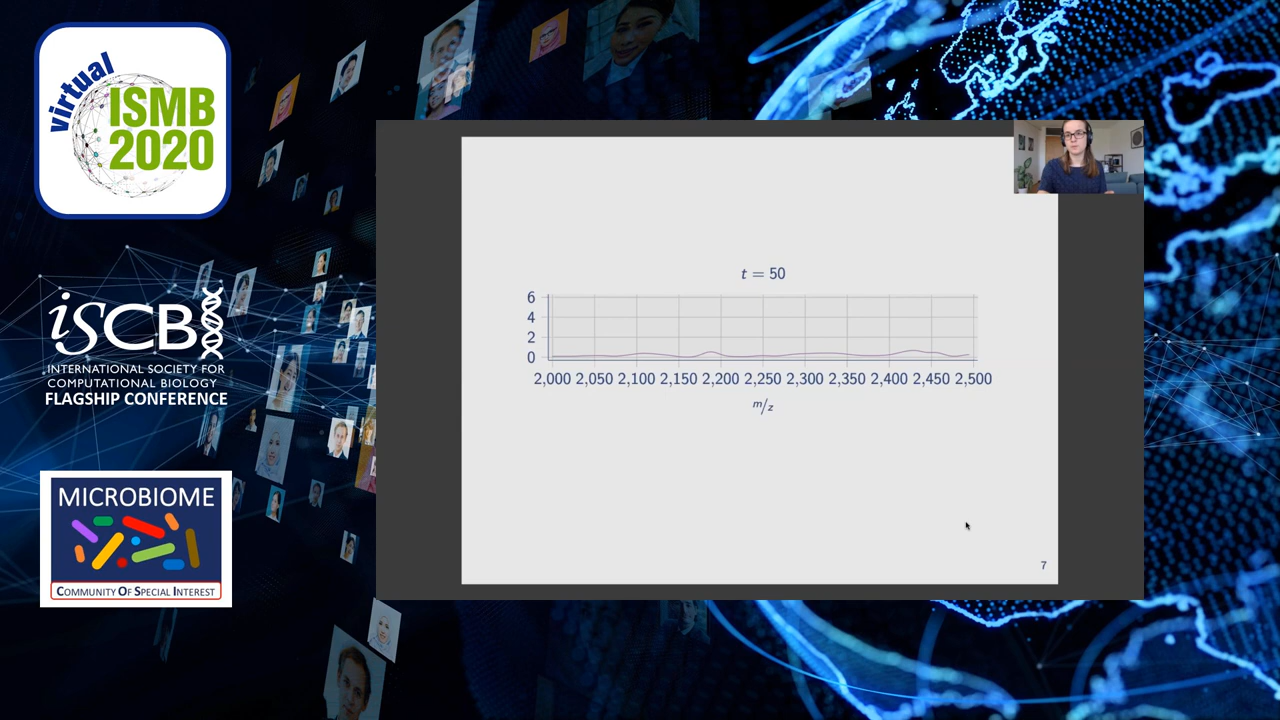 virtual
ISMB
2020
iSCB
INTERNATIONAL SOCIETY FOR
COMPUTATIONAL BIOLOGY
FLAGSHIP CONFERENCE
MICROBIOME
COMMUNITY OF SPECIAL INTEREST
t = 50
6
4
2
0
2,000 2,050 2,100 2,150 2,200 2,250 2,300 2,350 2,400 2,450 2,500
m/z
7